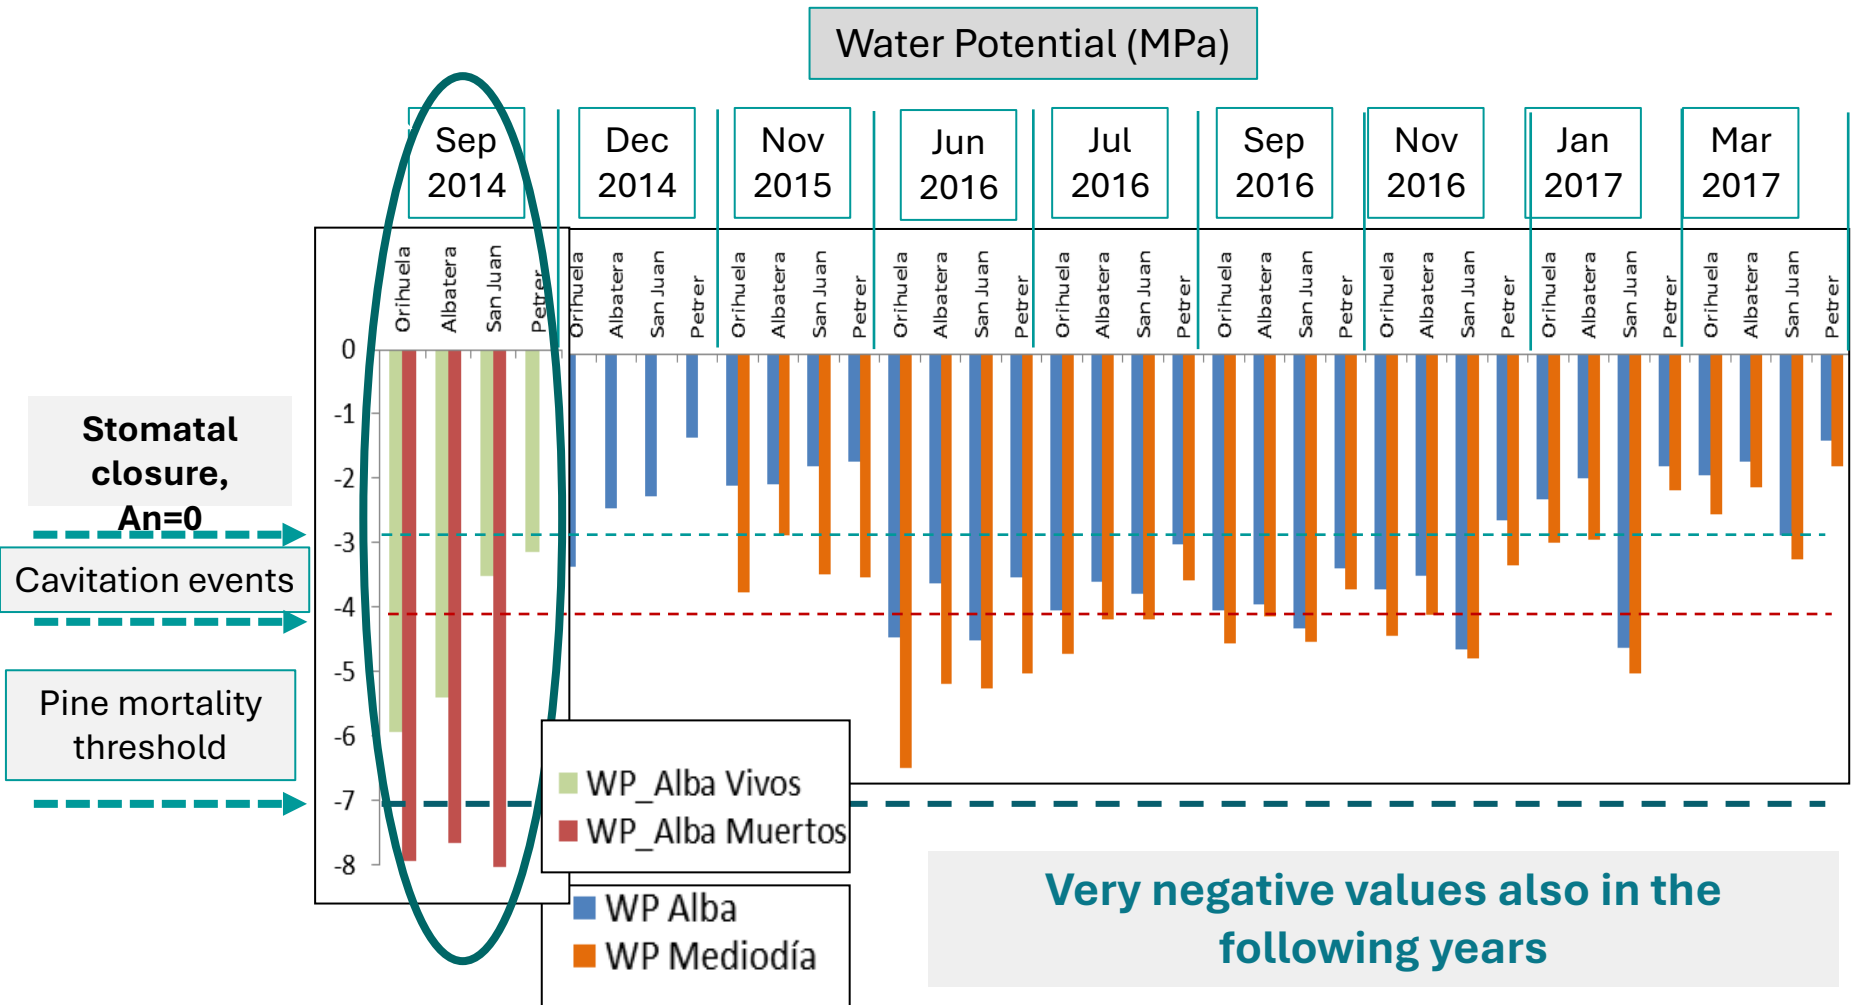 Water Potential (MPa)
Sep
2014
Dec
2014
Nov
2015
Jun
2016
Jul
2016
Sep
2016
Nov
2016
Jan
2017
Mar
2017
Orihuela
Albatera
San Juan
Petrer
Orihuela
Albatera
San Juan
Petrer
Orihuela
Albatera
San Juan
Petrer
Orihuela
Albatera
San Juan
Petrer
Orihuela
Albatera
San Juan
Petrer
Orihuela
Albatera
San Juan
Petrer
Orihuela
Albatera
San Juan
Petrer
Orihuela
Albatera
San Juan
Petrer
Orihuela
Albatera
San Juan
Petrer
0
-1
-2
-3
-4
-5
-6
-7
-8
Stomatal
closure,
An=0
Cavitation events
Pine mortality
threshold
WP_Alba Vivos
WP_Alba Muertos
WP Alba
WP Mediodía
Very negative values also in the
following years